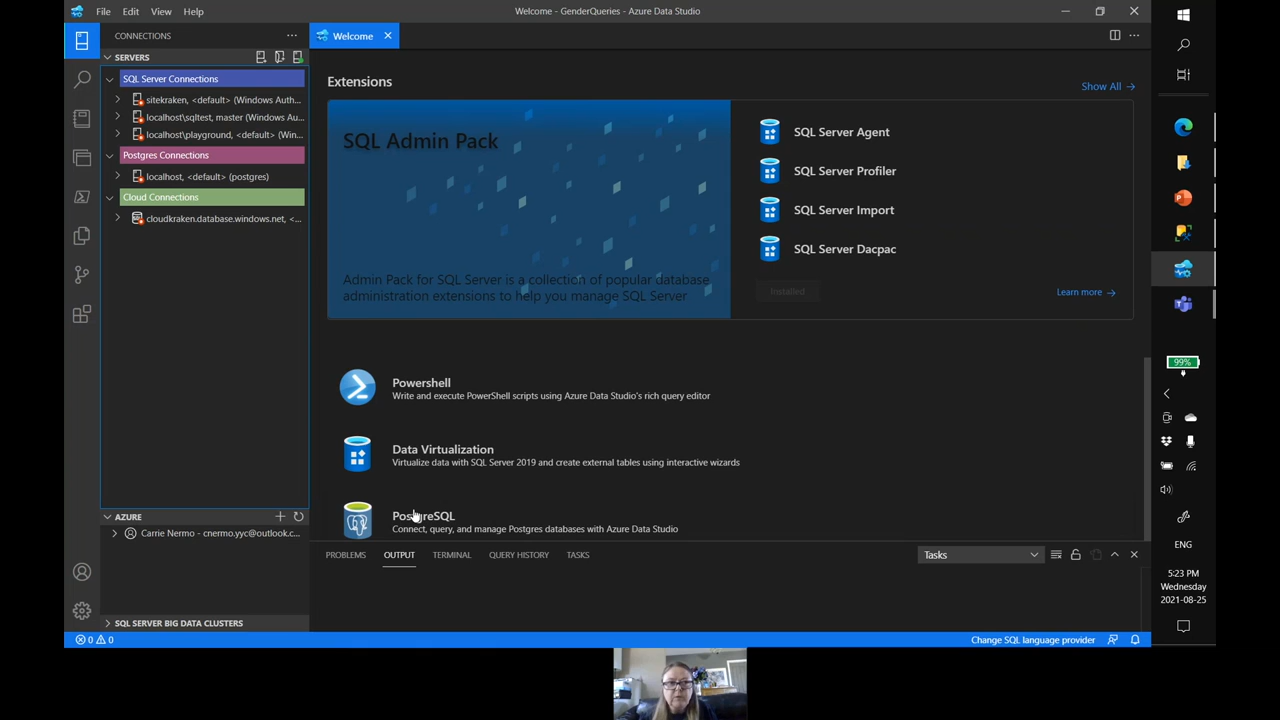 File Edit View Help
Welcome - GenderQueries - Azure Data Studio
CONNECTIONS
Welcome
SERVERS
SQL Server Connections
sitekraken, <default> (Windows Auth...
localhost\sqltest, master (Windows Au...
localhost\playground, <default> (Win...
Postgres Connections
localhost, <default> (postgres)
Cloud Connections
cloudkraken.database.windows.net, <...
AZURE
Carrie Nermo - cnermo.yyc@outlook.c...
SQL SERVER BIG DATA CLUSTERS
Extensions
Show All
SQL Admin Pack
Admin Pack for SQL Server is a collection of popular database
administration extensions to help you manage SQL Server
SQL Server Agent
SQL Server Profiler
SQL Server Import
SQL Server Dacpac
Installed
Learn more
Powershell
Write and execute PowerShell scripts using Azure Data Studio's rich query editor
Data Virtualization
Virtualize data with SQL Server 2019 and create external tables using interactive wizards
PostgreSQL
Connect, query, and manage Postgres databases with Azure Data Studio
PROBLEMS OUTPUT TERMINAL QUERY HISTORY TASKS
Tasks
0 0
Change SQL language provider
99%
ENG
5:23 PM
Wednesday
2021-08-25